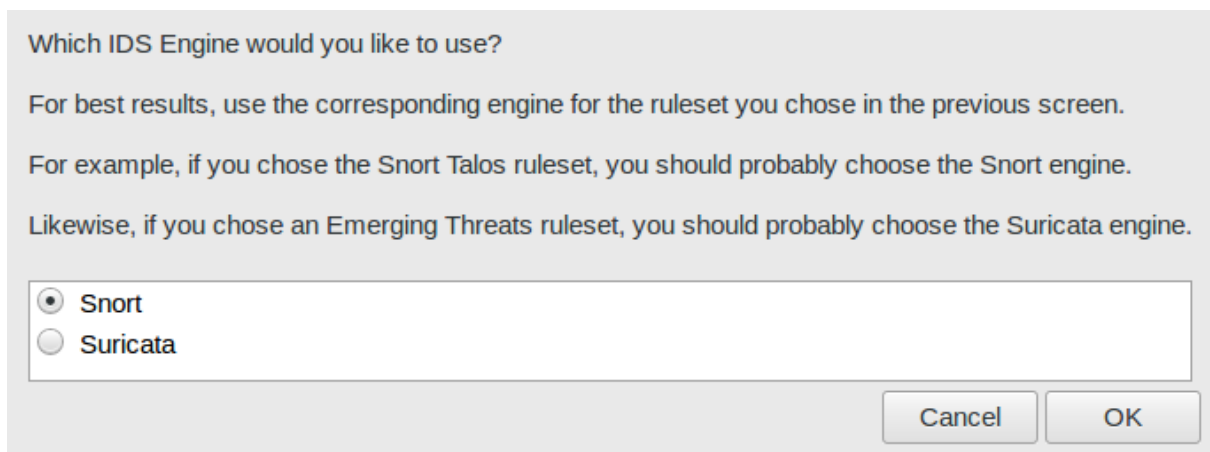 Which IDS Engine would you like to use?
For best results, use the corresponding engine for the ruleset you chose in the previous screen.
For example, if you chose the Snort Talos ruleset, you should probably choose the Snort engine.
Likewise, if you chose an Emerging Threats ruleset, you should probably choose the Suricata engine.
Snort
Suricata
Cancel OK